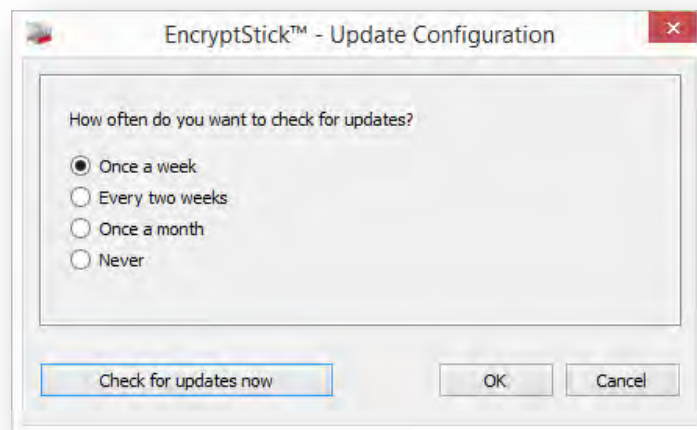 EncryptStick™ - Update Configuration
How often do you want to check for updates?
Once a week
Every two weeks
Once a month
Never
Check for updates now
OK
Cancel